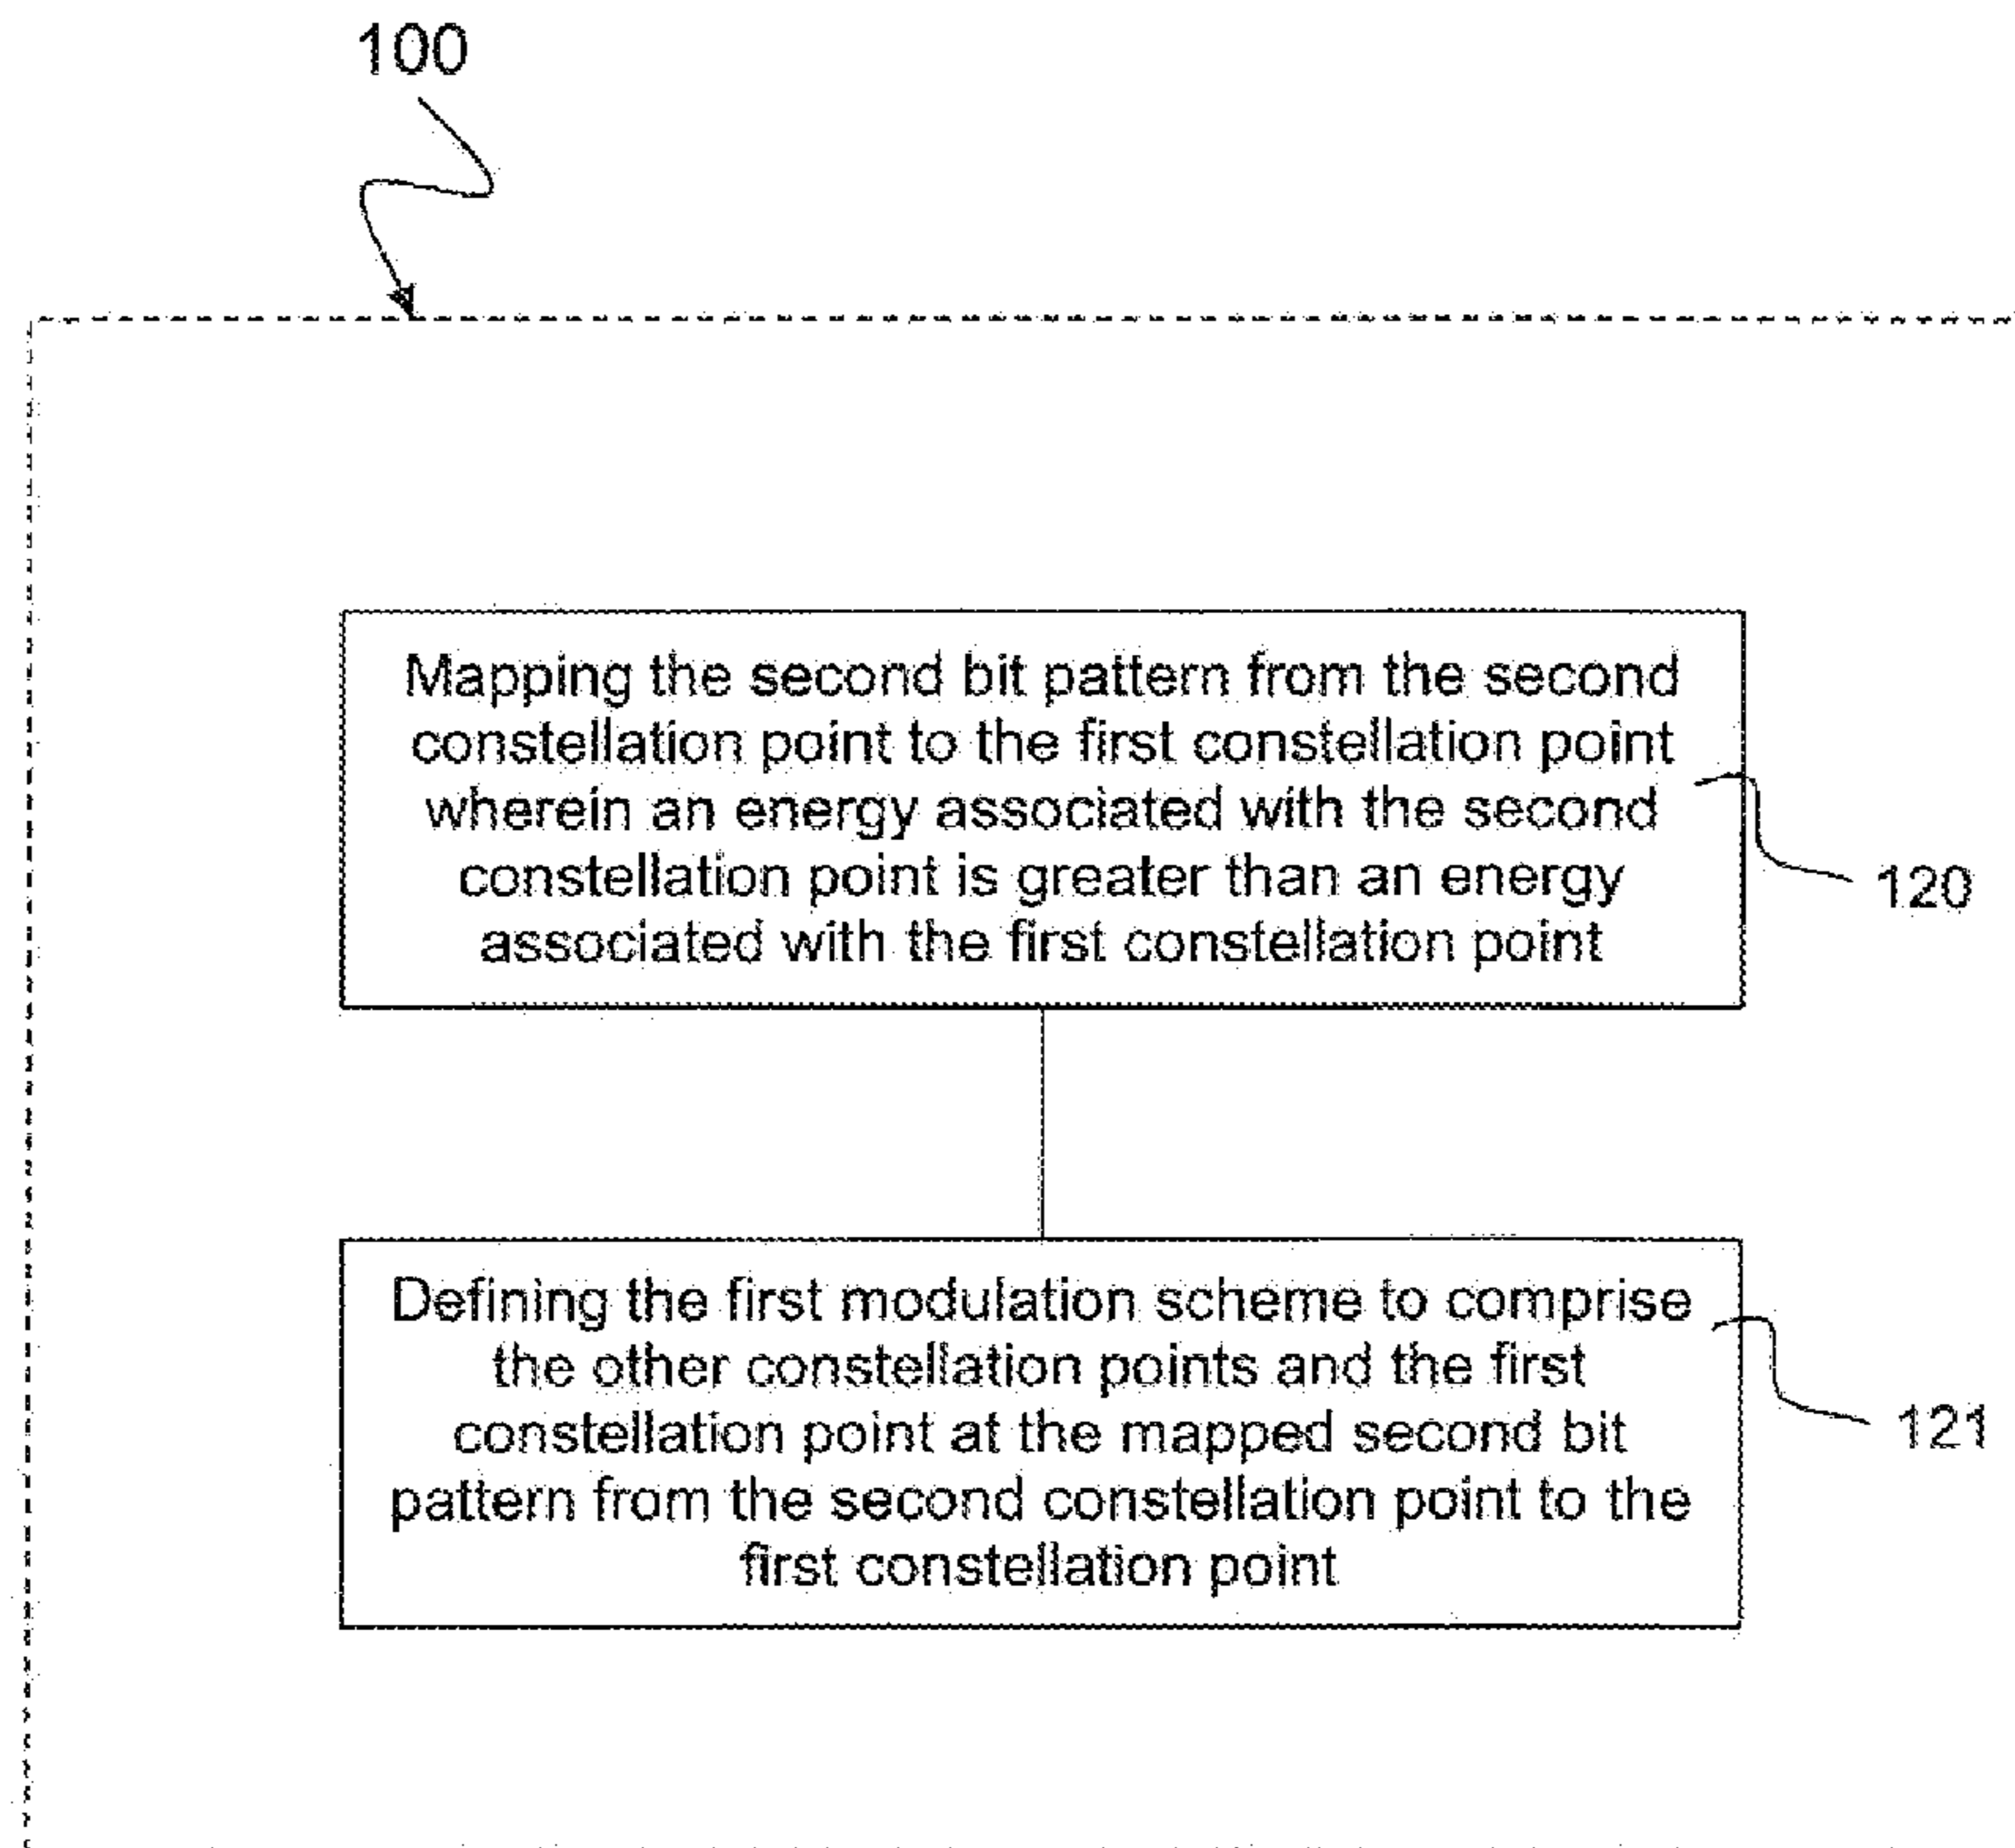 100
Mapping the second bit pattern from the second
constellation point to the first constellation point
wherein an energy associated with the second
constellation point is greater than an energy
associated with the first constellation point
120
Defining the first modulation scheme to comprise
the other constellation points and the first
constellation point at the mapped second bit
pattern from the second constellation point to the
first constellation point
121